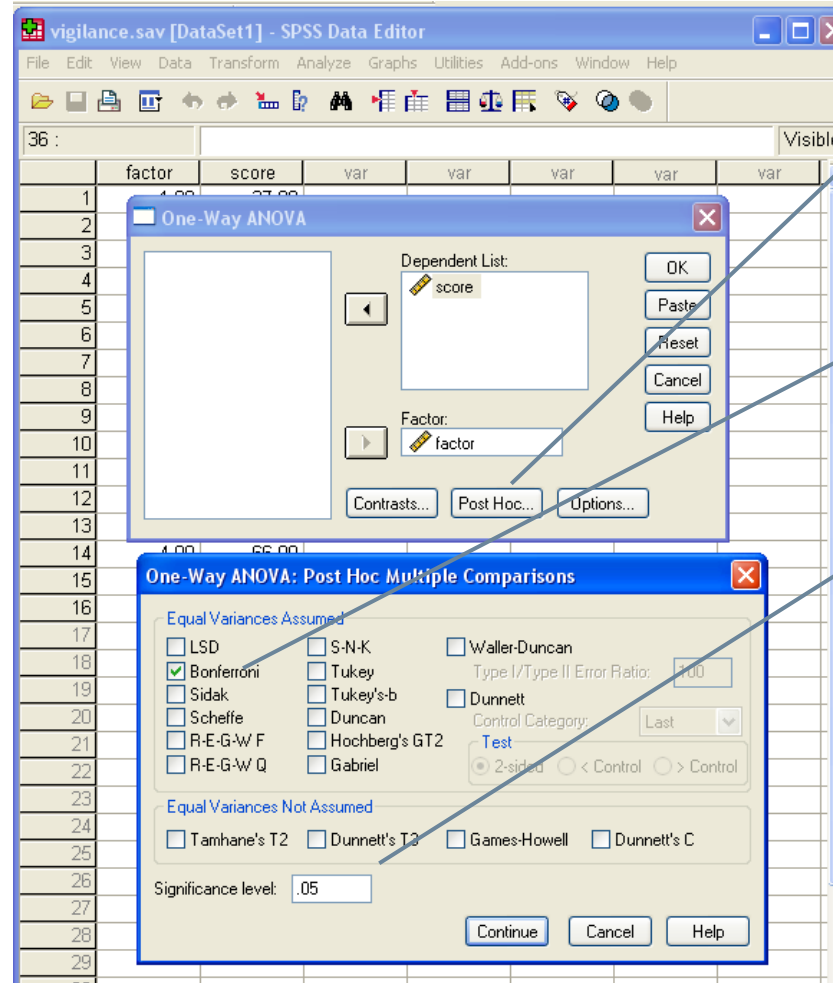 vigilance.sav [DataSet1] - SPSS Data Editor
File Edit View Data Transform Analyze Graphs Utilities Add-ons Window Help
36 :
Visible
factor score var var var var var
1
2
3
4
5
6
7
8
9
10
11
12
13
14 4.00 66.00
15
16
17
18
19
20
21
22
23
24
25
26
27
28
29
One-Way ANOVA
Dependent List:
score
Factor:
factor
OK
Paste
Reset
Cancel
Help
Contrasts... Post Hoc... Options...
One-Way ANOVA: Post Hoc Multiple Comparisons
Equal Variances Assumed
LSD S-N-K Waller-Duncan
Bonferroni Tukey Type I/Type II Error Ratio: 100
Sidak Tukey's-b Dunnett
Scheffe Duncan Control Category: Last
R-E-G-W F Hochberg's GT2 Test
R-E-G-W Q Gabriel 2-sided < Control > Control
Equal Variances Not Assumed
Tamhane's T2 Dunnett's T3 Games-Howell Dunnett's C
Significance level: .05
Continue Cancel Help